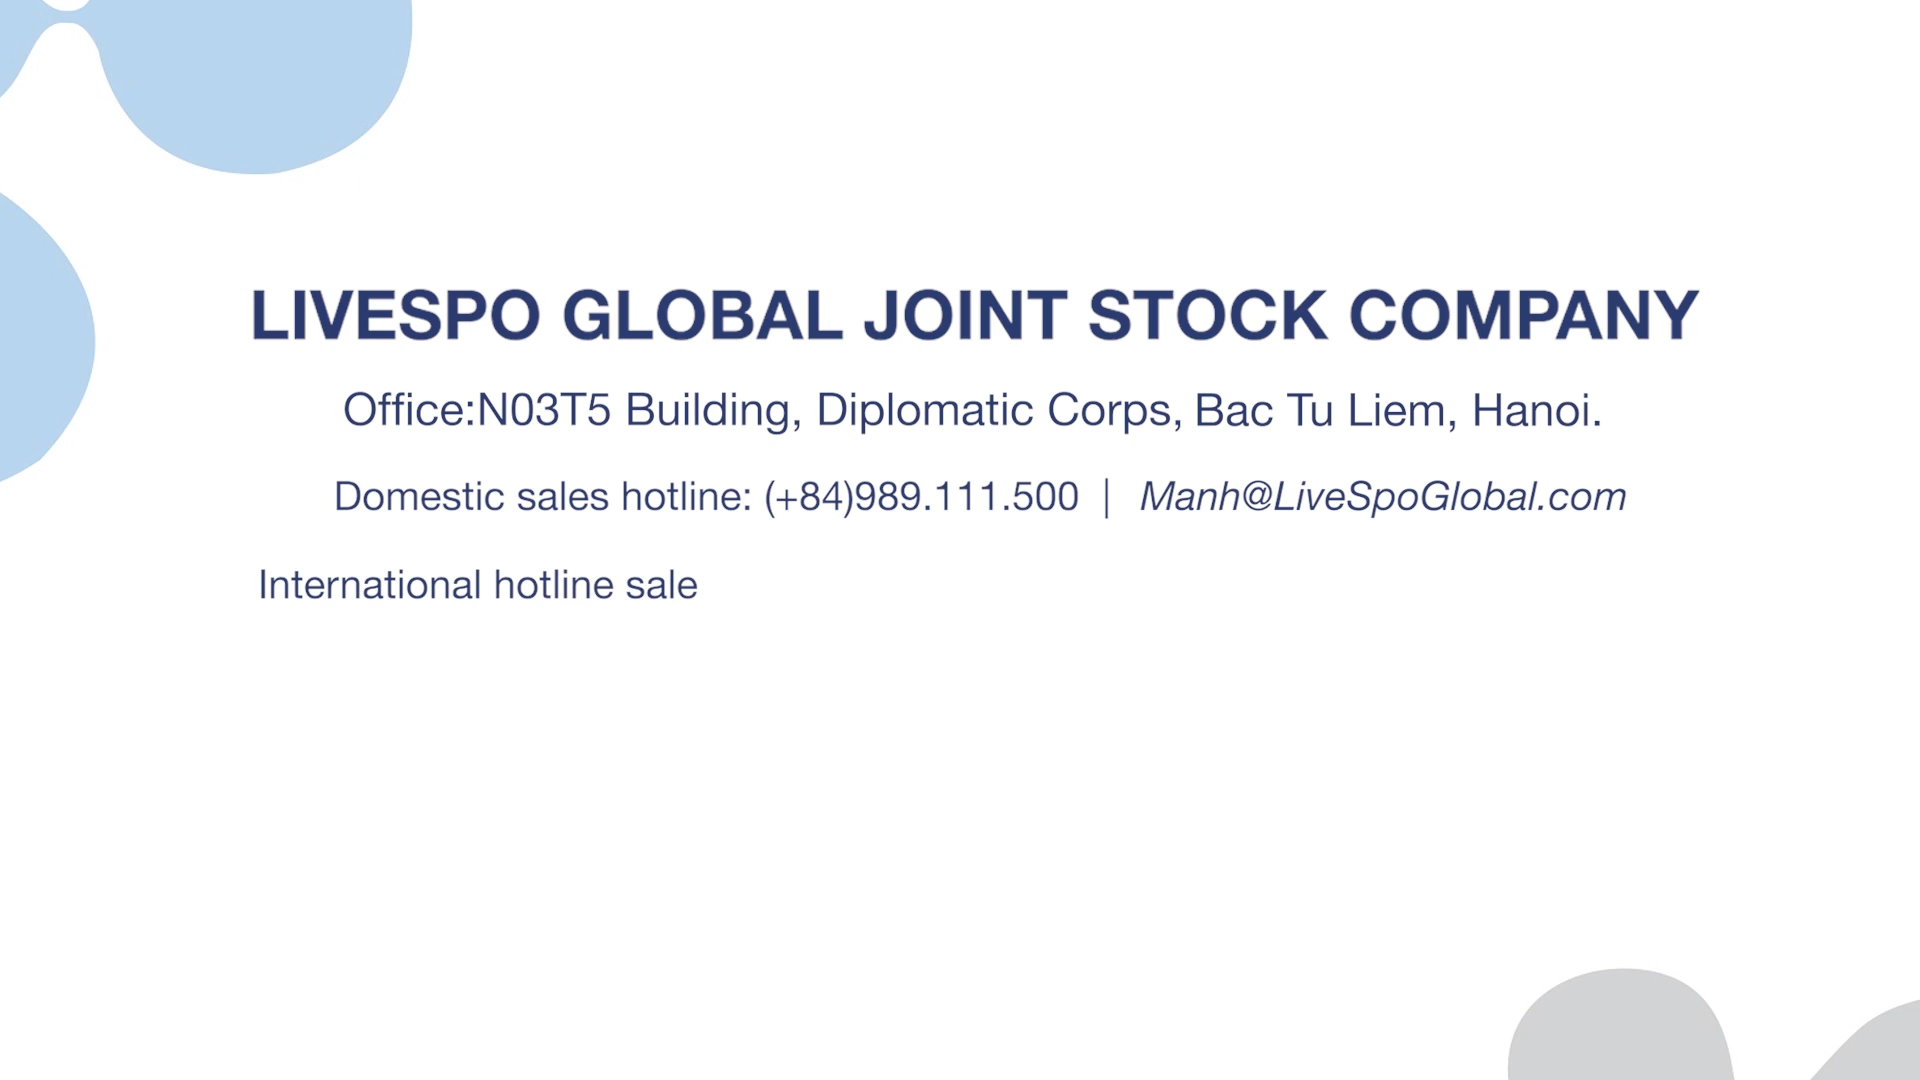 LIVESPO GLOBAL JOINT STOCK COMPANY
Office:N03T5 Building, Diplomatic Corps, Bac Tu Liem, Hanoi.
Domestic sales hotline: (+84)989.111.500 | Manh@LiveSpoGlobal.com
International hotline sale